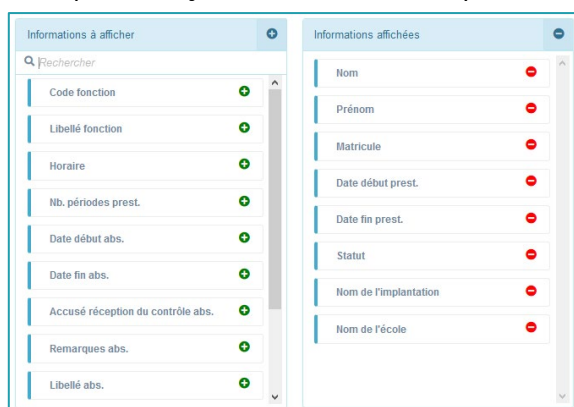 Informations à afficher
Rechercher
Code fonction
Libellé fonction
Horaire
Nb. périodes prest.
Date début abs.
Date fin abs.
Accusé réception du contrôle abs.
Remarques abs.
Libellé abs.
Informations affichées
Nom
Prénom
Matricule
Date début prest.
Date fin prest.
Statut
Nom de l'implantation
Nom de l'école